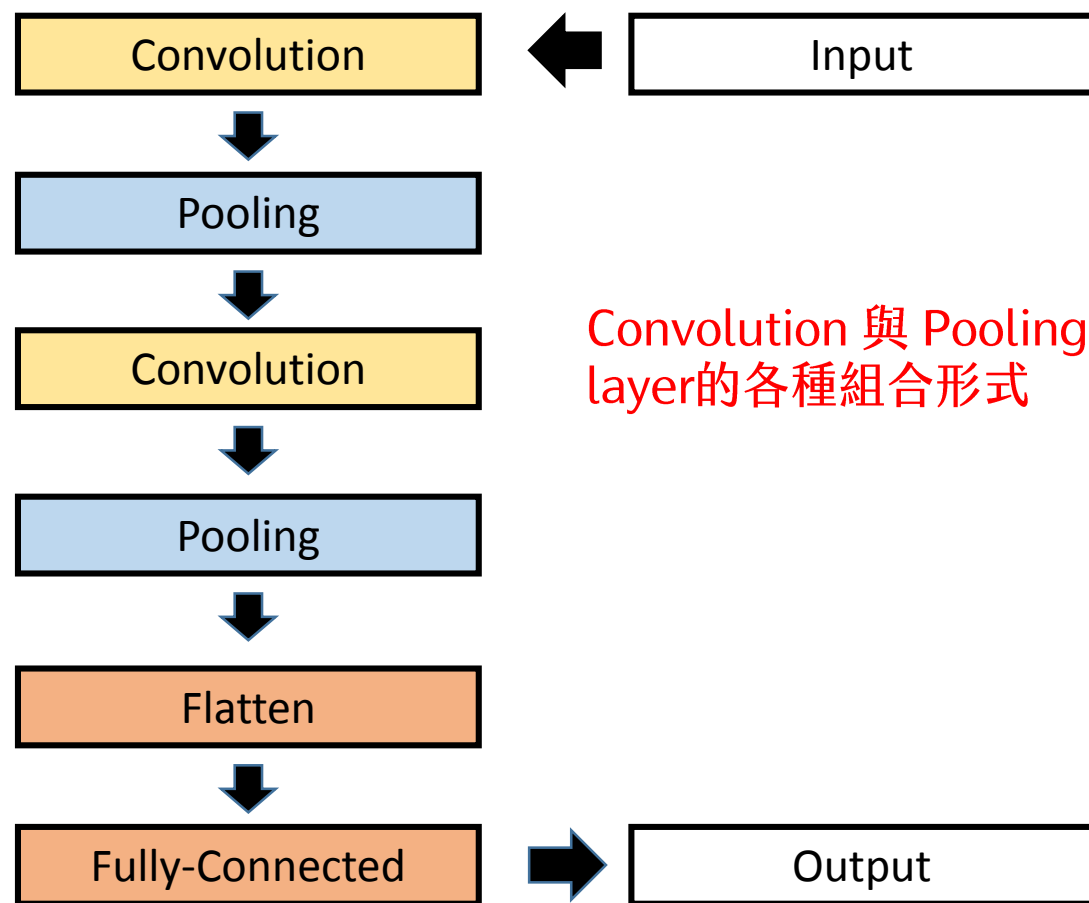 Convolution
Input
Pooling
Convolution
Convolution 與 Pooling
layer的各種組合形式
Pooling
Flatten
Fully-Connected
Output